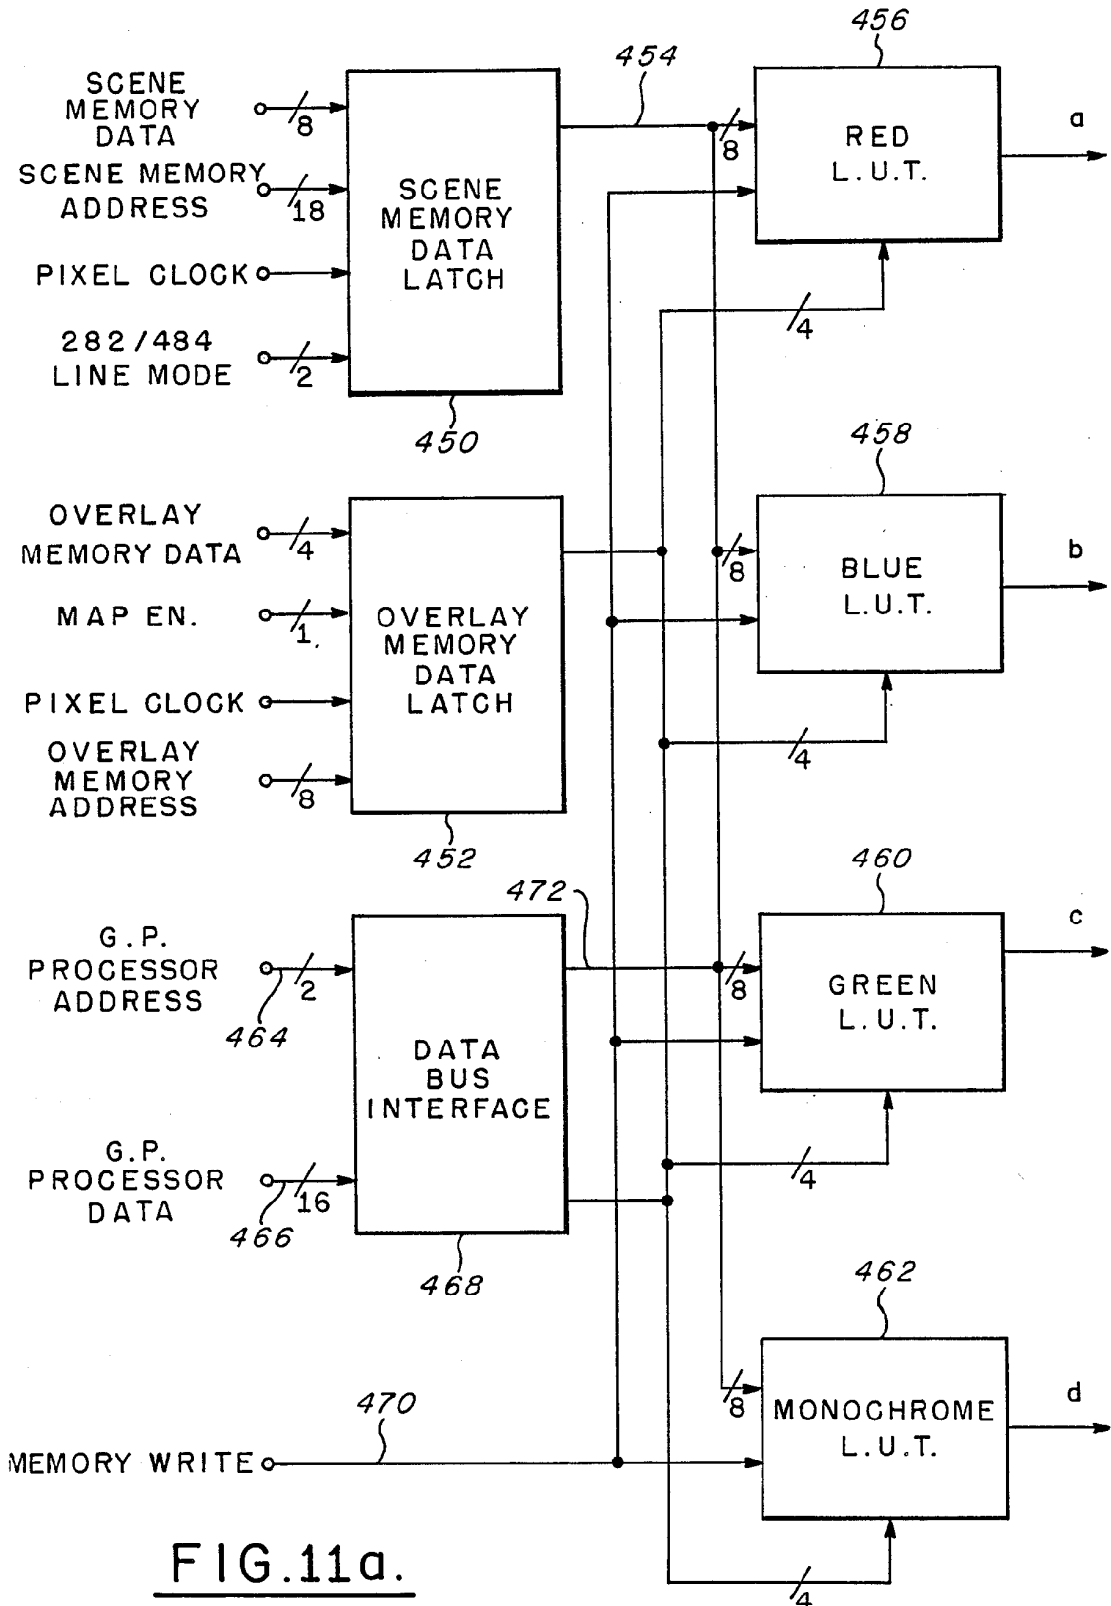 456
454
SCENE
MEMORY
DATA
8
8
a
RED
L.U.T.
SCENE MEMORY
ADDRESS
18
SCENE
MEMORY
DATA
LATCH
PIXEL CLOCK
4
282/484
LINE MODE
2
450
458
OVERLAY
MEMORY DATA
4
8
b
BLUE
L.U.T.
MAP EN.
1
OVERLAY
MEMORY
DATA
LATCH
PIXEL CLOCK
OVERLAY
MEMORY
ADDRESS
8
4
452
460
472
G.P.
PROCESSOR
ADDRESS
2
464
8
c
GREEN
L.U.T.
DATA
BUS
INTERFACE
G.P.
PROCESSOR
DATA
16
466
4
468
462
470
8
d
MONOCHROME
L.U.T.
MEMORY WRITE
FIG.11a.
4